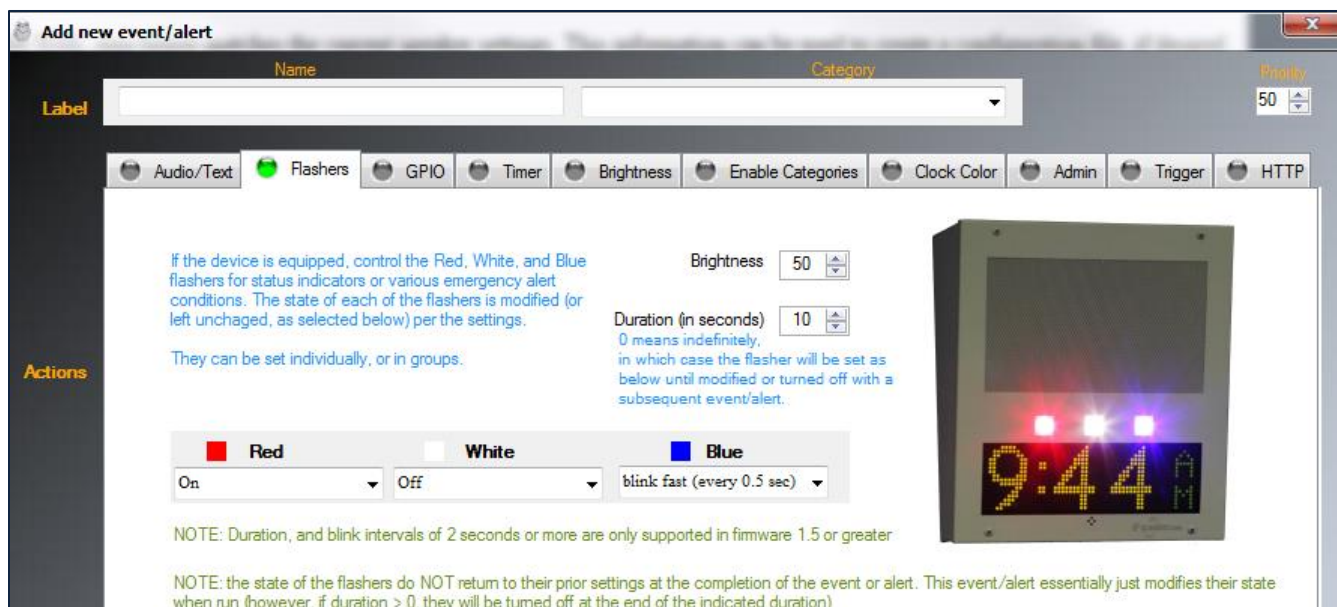 Add new event/alert
Name
Category
Priority
Label
50
Audio/Text
Flashers
GPIO
Timer
Brightness
Enable Categories
Clock Color
Admin
Trigger
HTTP
If the device is equipped, control the Red, White, and Blue
flashers for status indicators or various emergency alert
conditions. The state of each of the flashers is modified (or
left unchaged, as selected below) per the settings.
They can be set individually, or in groups.
Brightness 50
Duration (in seconds) 10
0 means indefinitely,
in which case the flasher will be set as
below until modified or turned off with a
subsequent event/alert.
Actions
Red
White
Blue
On
Off
blink fast (every 0.5 sec)
9:44 AM
NOTE: Duration, and blink intervals of 2 seconds or more are only supported in firmware 1.5 or greater
NOTE: the state of the flashers do NOT return to their prior settings at the completion of the event or alert. This event/alert essentially just modifies their state
when run (however, if duration > 0, they will be turned off at the end of the indicated duration)